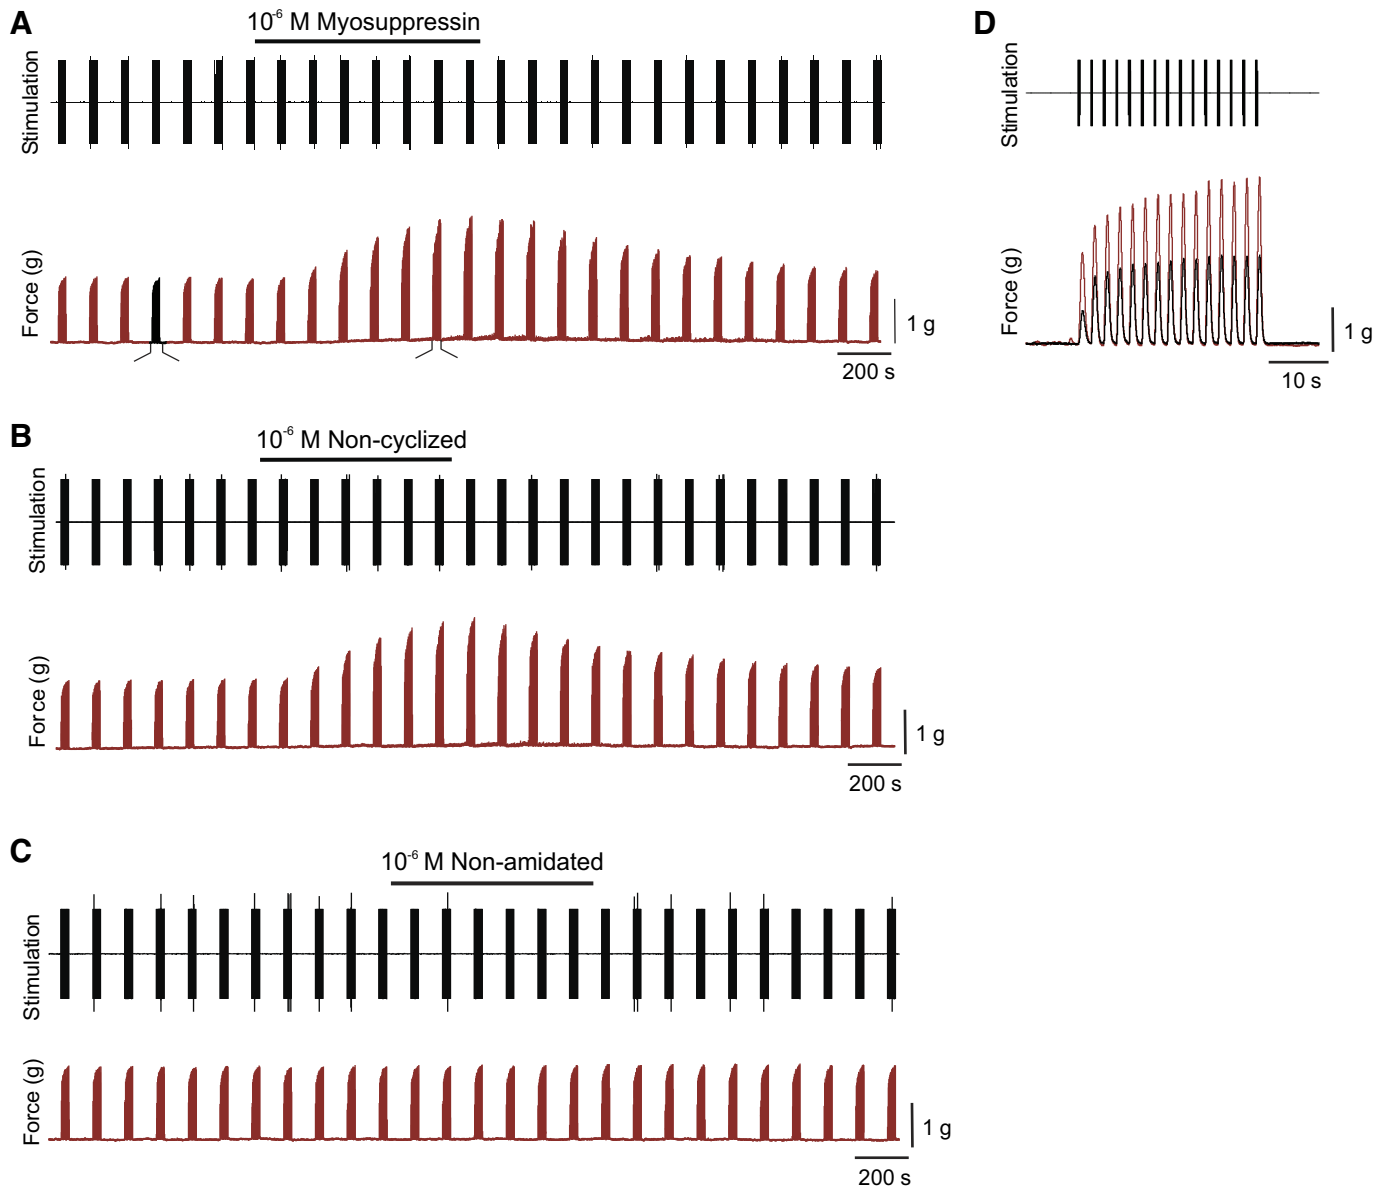 A
10⁻⁶ M Myosuppressin
Stimulation
Force (g)
1 g
200 s
B
10⁻⁶ M Non-cyclized
Stimulation
Force (g)
1 g
200 s
C
10⁻⁶ M Non-amidated
Stimulation
Force (g)
1 g
200 s
D
Stimulation
Force (g)
1 g
10 s